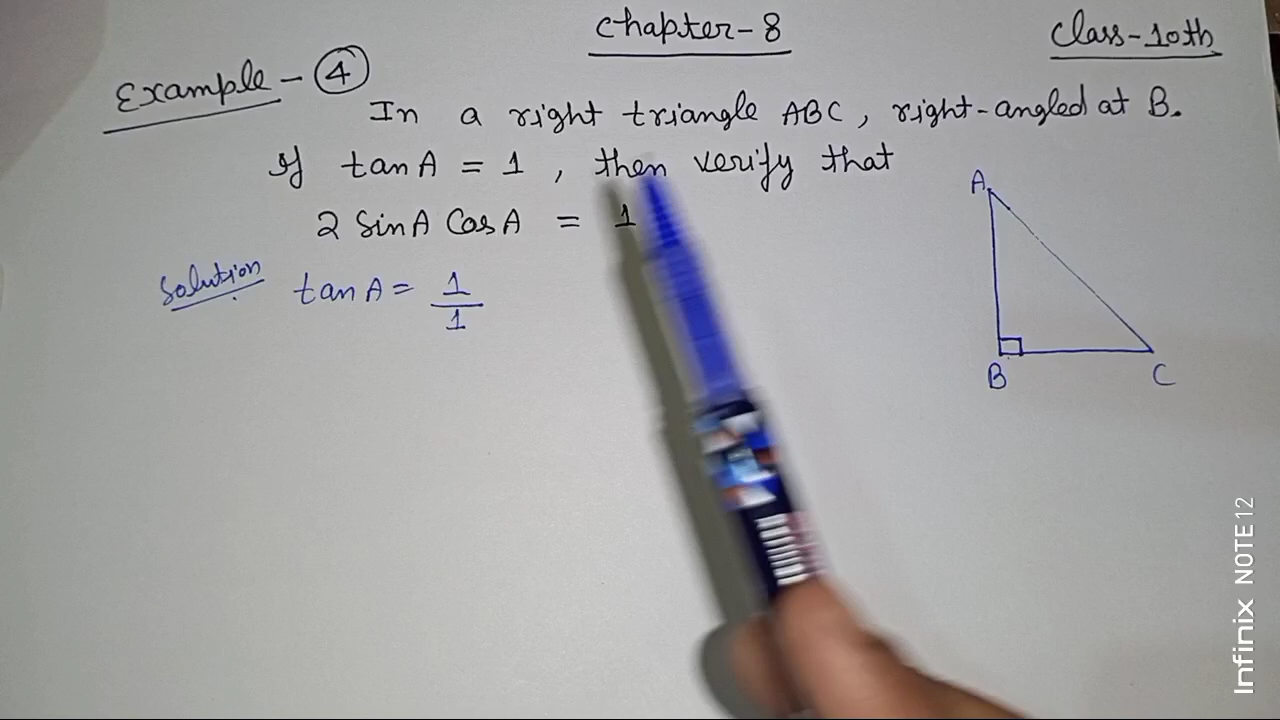 Chapter-8
Class-10th
Example-4
In a right triangle ABC, right-angled at B.
If tanA = 1, then verify that
2 SinA CosA = 1
Solution tanA = 1/1
A
B
C
Infinix NOTE 12